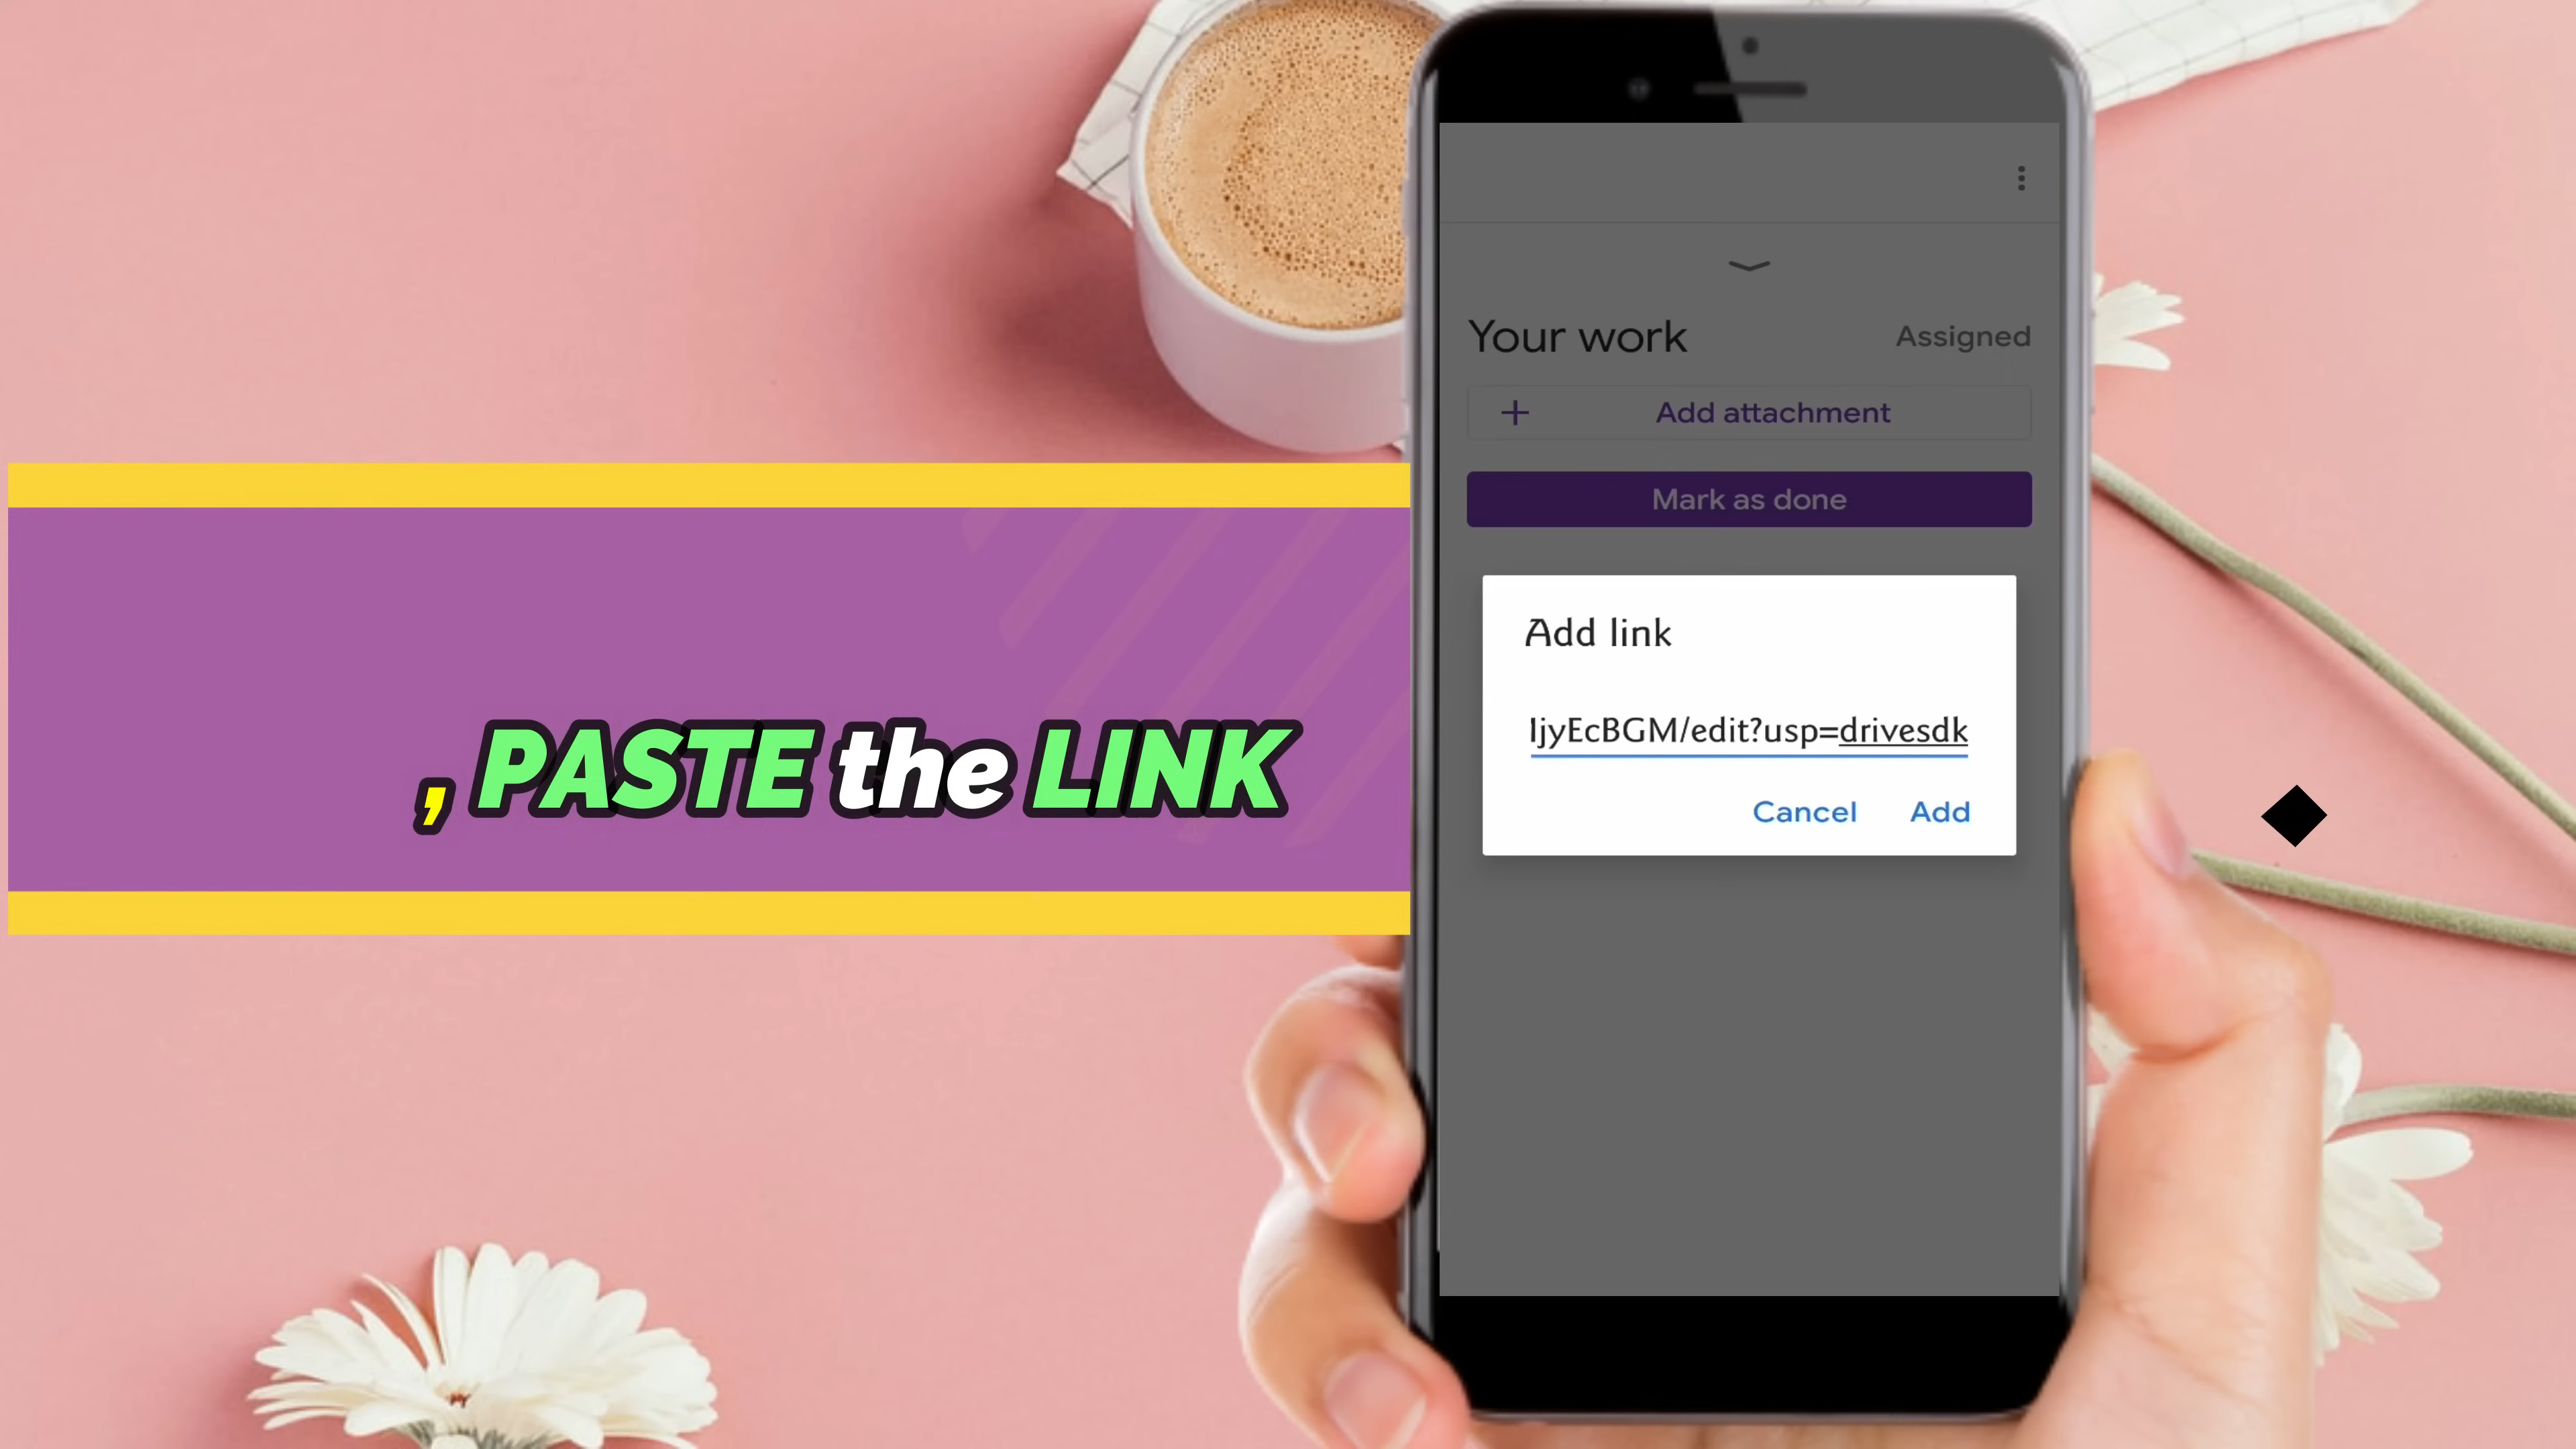 , PASTE the LINK
Your work
Assigned
+ Add attachment
Mark as done
Add link
IjyEcBGM/edit?usp=drivesdk
Cancel Add